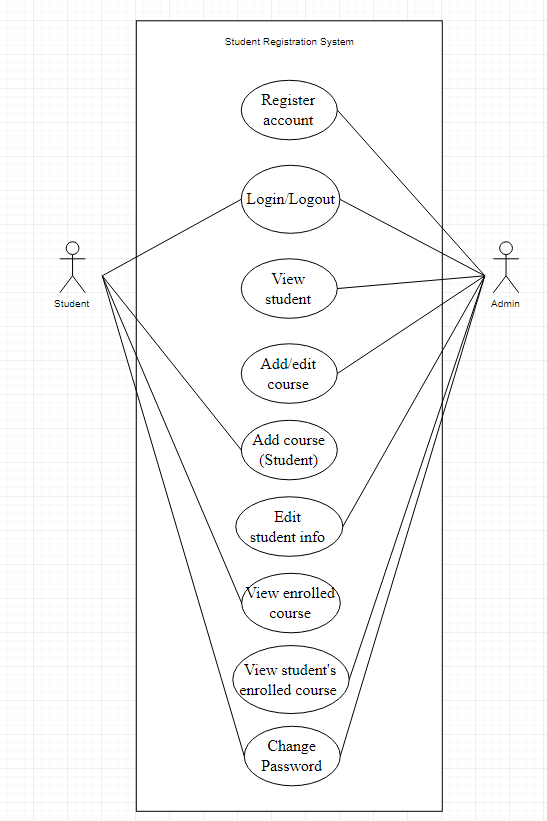 Student Registration System
Register
account
Login/Logout
View
student
Student
Admin
Add/edit
course
Add course
(Student)
Edit
student info
View enrolled
course
View student's
enrolled course
Change
Password